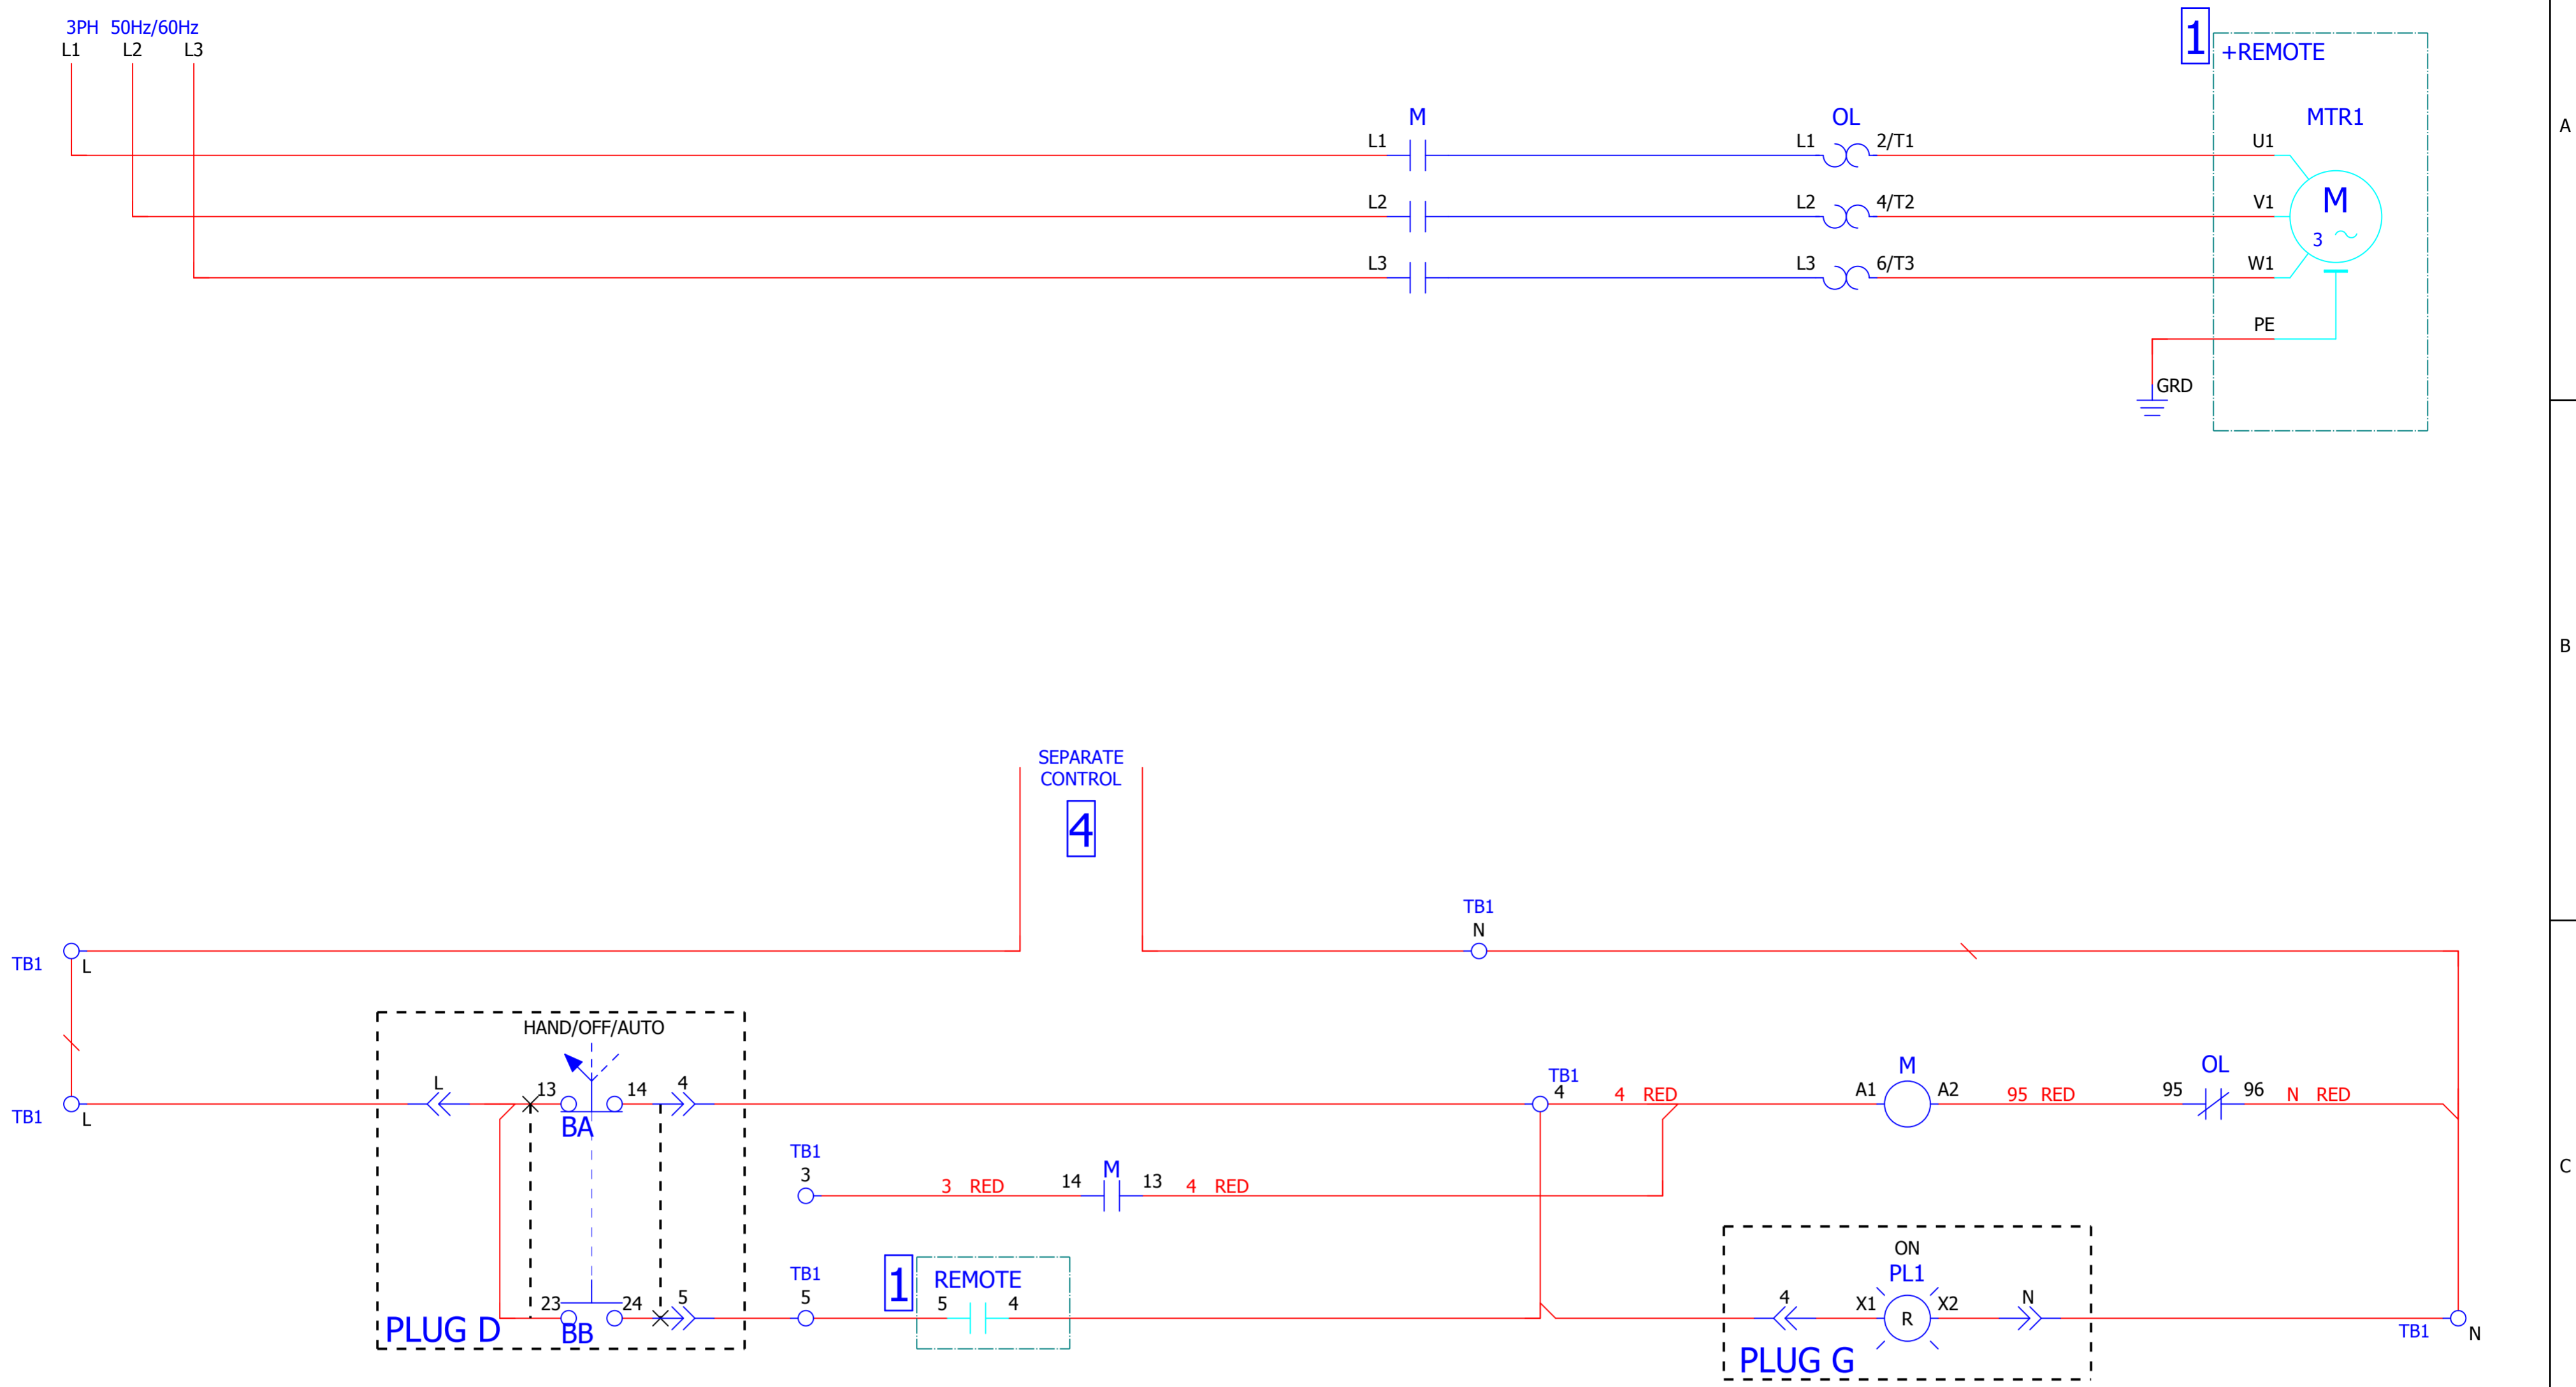 3PH 50Hz/60Hz
L1 L2 L3
1
+REMOTE
M
OL
MTR1
L1
L1
2/T1
U1
L2
L2
4/T2
V1
M
3
L3
L3
6/T3
W1
PE
GRD
A
B
SEPARATE
CONTROL
4
TB1
N
TB1
L
HAND/OFF/AUTO
L
13
14
4
TB1
4
4 RED
A1
M
A2
95 RED
95
OL
96
N RED
TB1
L
BA
TB1
3
3 RED
14
M
13
4 RED
C
TB1
5
1
REMOTE
5
4
23
24
5
BB
PLUG D
ON
PL1
4
X1
R
X2
N
PLUG G
TB1
N